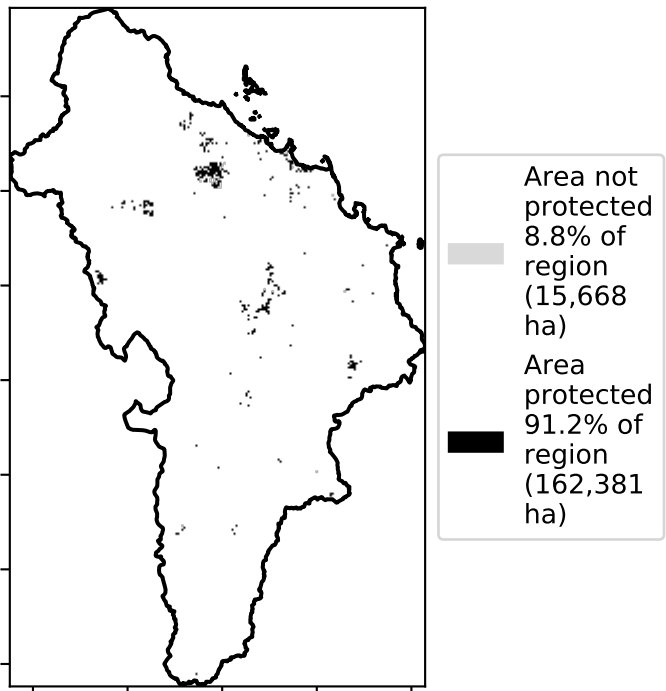 Area not
protected
8.8% of
region
(15,668
ha)
Area
protected
91.2% of
region
(162,381
ha)